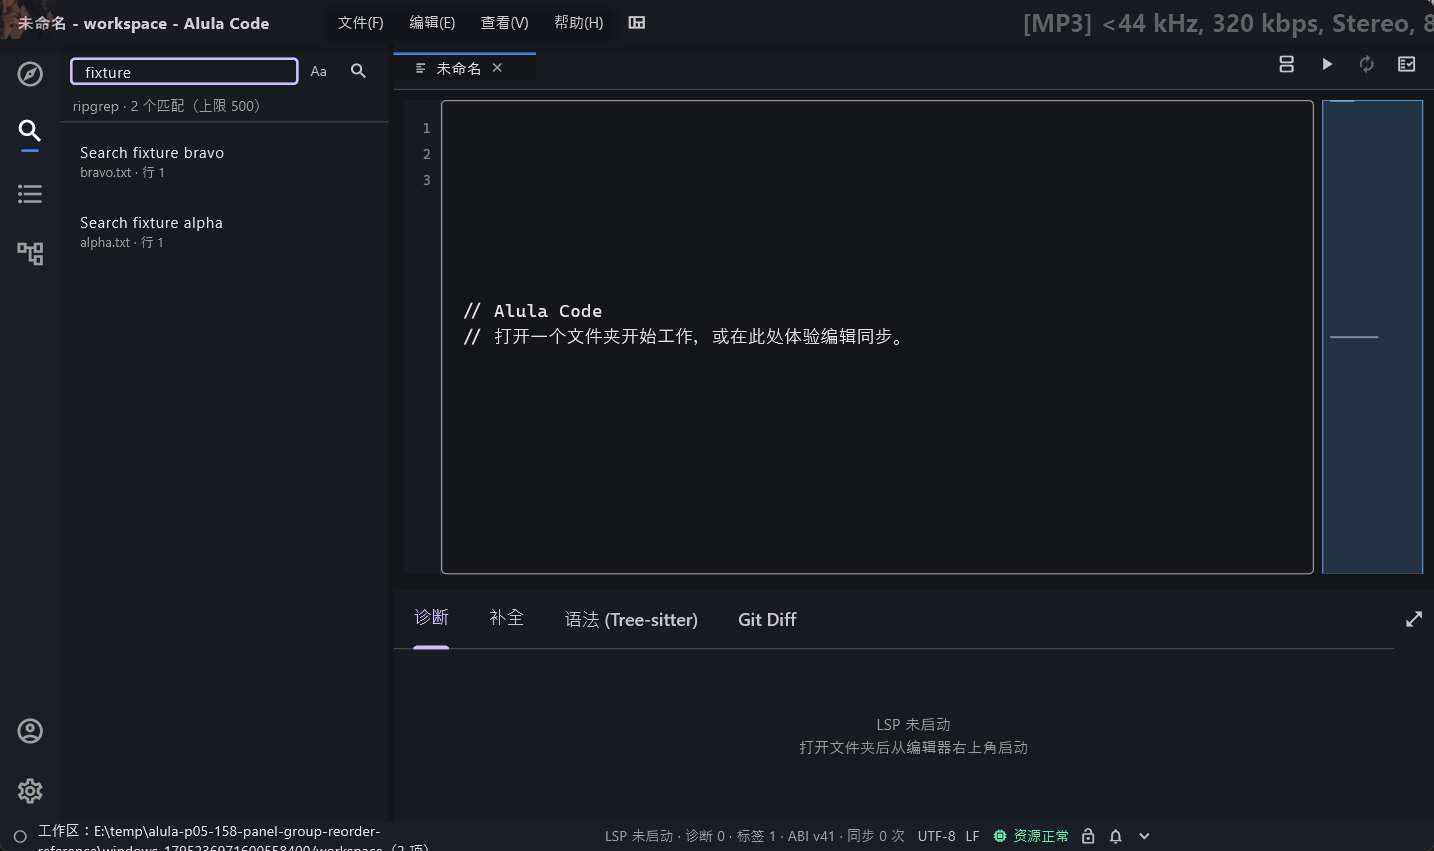 未命名 - workspace - Alula Code
文件(F) 编辑(E) 查看(V) 帮助(H)
[MP3] <44 kHz, 320 kbps, Stereo, 8
fixture Aa
ripgrep · 2 个匹配（上限 500）
Search fixture bravo
bravo.txt · 行 1
Search fixture alpha
alpha.txt · 行 1
未命名
1
2
3
// Alula Code
// 打开一个文件夹开始工作，或在此处体验编辑同步。
诊断 补全 语法 (Tree-sitter) Git Diff
LSP 未启动
打开文件夹后从编辑器右上角启动
工作区：E:\temp\alula-p05-158-panel-group-reorder-
reference\windows-1795236971600558400/workspace（2 项）
LSP 未启动 · 诊断 0 · 标签 1 · ABI v41 · 同步 0 次 UTF-8 LF 资源正常